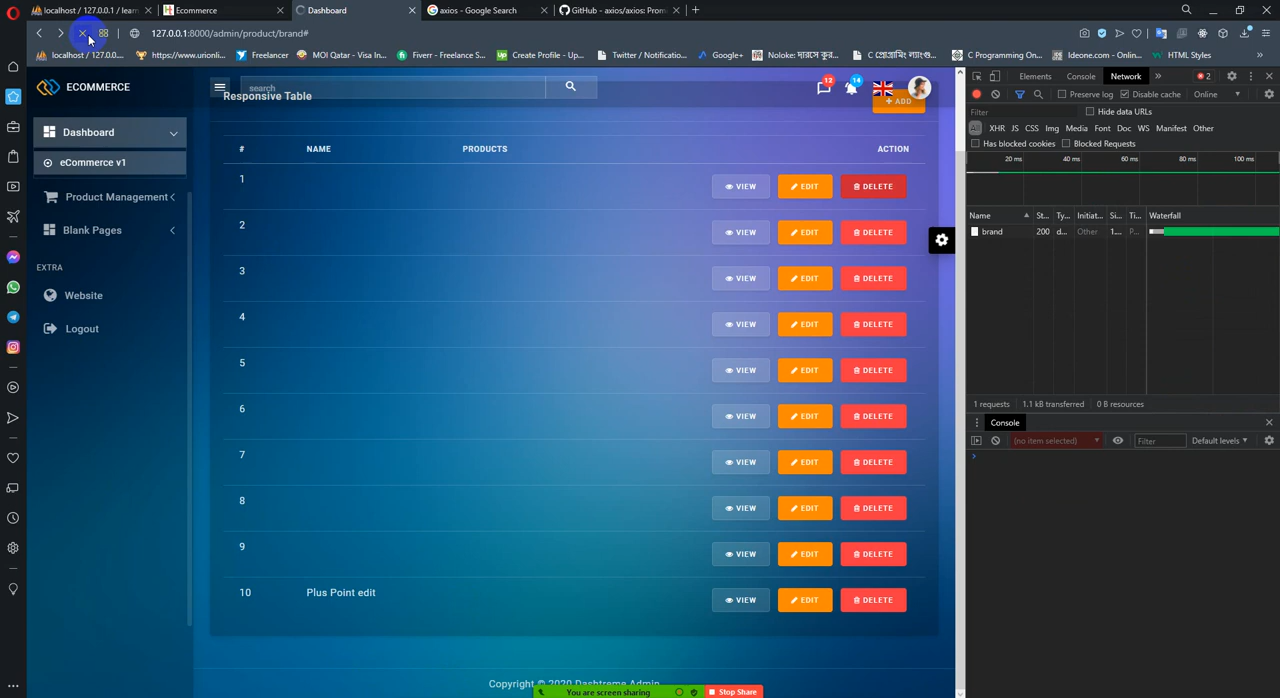 localhost / 127.0.0.1 / learn
Ecommerce
Dashboard
axios - Google Search
GitHub - axios/axios: Prom
127.0.0.1:8000/admin/product/brand#
localhost / 127.0.0....
https://www.urionli...
Freelancer
MOI Qatar - Visa In...
Fiverr - Freelance S...
Create Profile - Up...
Twitter / Notificatio...
Google+
C Programming On...
Ideone.com - Onlin...
HTML Styles
ECOMMERCE
search
12
14
Dashboard
eCommerce v1
Product Management
Blank Pages
EXTRA
Website
Logout
Responsive Table
+ ADD
# NAME PRODUCTS ACTION
1 VIEW EDIT DELETE
2 VIEW EDIT DELETE
3 VIEW EDIT DELETE
4 VIEW EDIT DELETE
5 VIEW EDIT DELETE
6 VIEW EDIT DELETE
7 VIEW EDIT DELETE
8 VIEW EDIT DELETE
9 VIEW EDIT DELETE
10 Plus Point edit VIEW EDIT DELETE
Copyright © 2020 Dashtreme Admin
You are screen sharing
Stop Share
Elements Console Network » 2
Preserve log Disable cache Online
Filter Hide data URLs
All XHR JS CSS Img Media Font Doc WS Manifest Other
Has blocked cookies Blocked Requests
20 ms 40 ms 60 ms 80 ms 100 ms
Name St... Ty... Initiat... Si... Ti... Waterfall
brand 200 d... Other 1.... P...
1 requests 1.1 kB transferred 0 B resources
Console
(no item selected) Filter Default levels